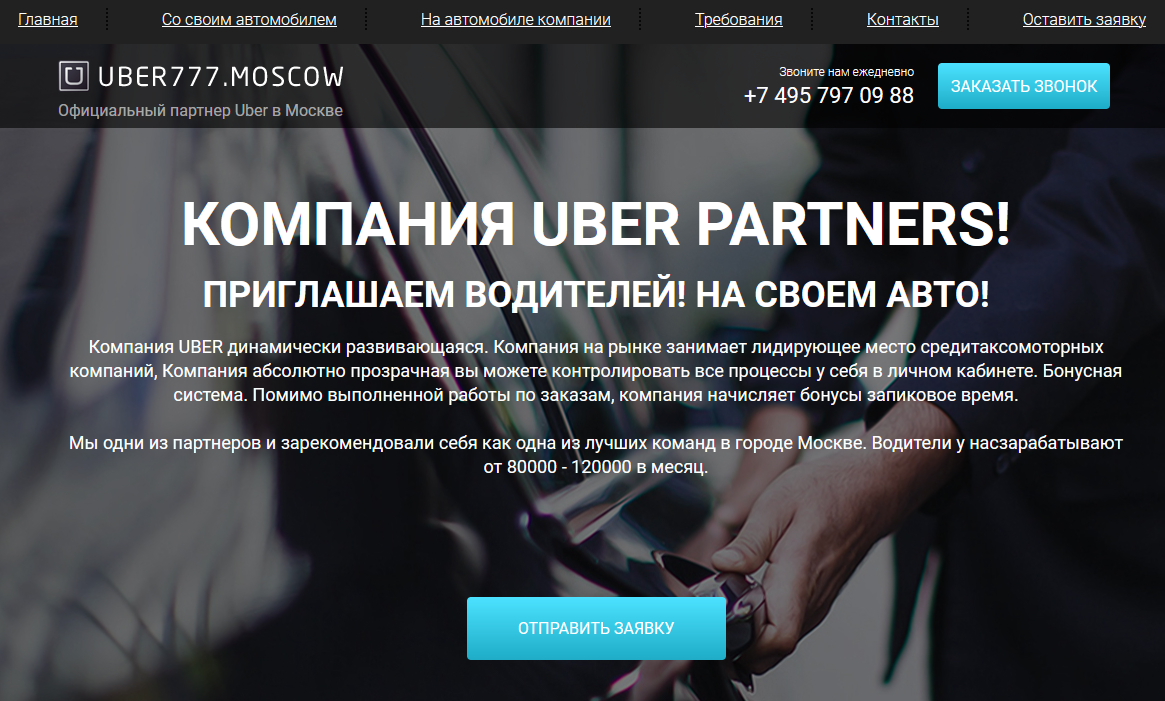 Главная Со своим автомобилем На автомобиле компании Требования Контакты Оставить заявку
UBER777.MOSCOW
Официальный партнер Uber в Москве
Звоните нам ежедневно
+7 495 797 09 88
ЗАКАЗАТЬ ЗВОНОК
КОМПАНИЯ UBER PARTNERS!
ПРИГЛАШАЕМ ВОДИТЕЛЕЙ! НА СВОЕМ АВТО!
Компания UBER динамически развивающаяся. Компания на рынке занимает лидирующее место средитаксомоторных
компаний, Компания абсолютно прозрачная вы можете контролировать все процессы у себя в личном кабинете. Бонусная
система. Помимо выполненной работы по заказам, компания начисляет бонусы запиковое время.
Мы одни из партнеров и зарекомендовали себя как одна из лучших команд в городе Москве. Водители у насзарабатывают
от 80000 - 120000 в месяц.
ОТПРАВИТЬ ЗАЯВКУ